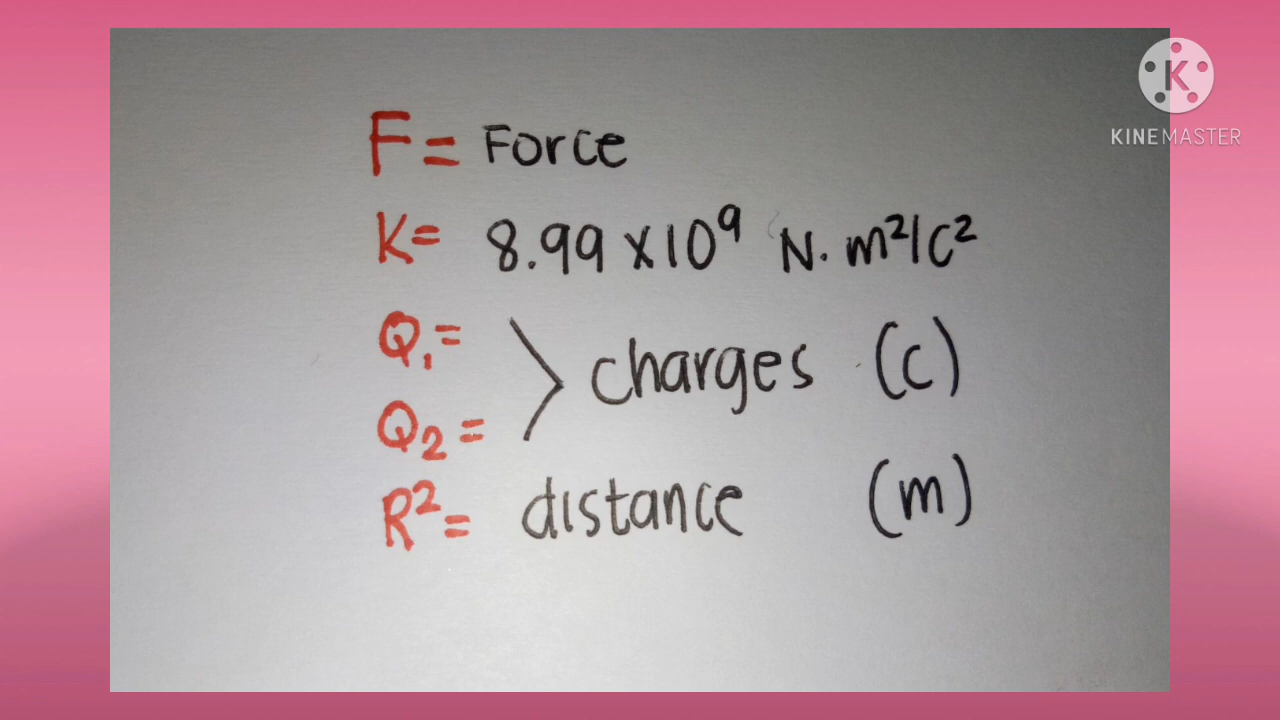 K
KINEMASTER
F = Force
K = 8.99 x 10⁹ N. m²/C²
Q₁ =
Q₂ = > charges (c)
R² = distance (m)